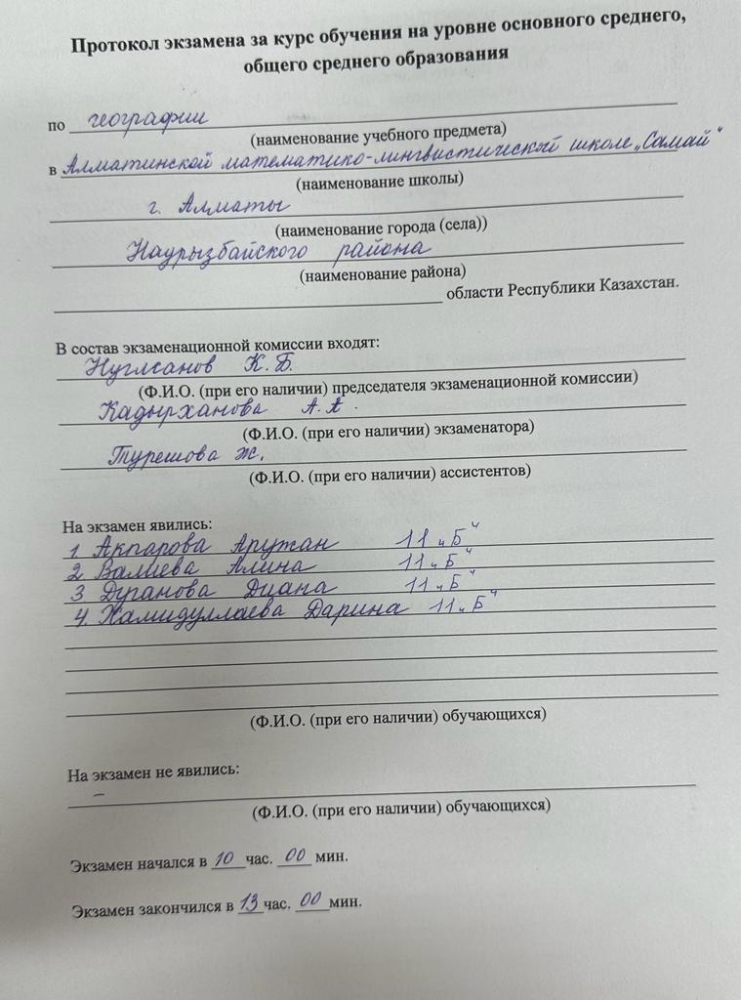 Протокол экзамена за курс обучения на уровне основного среднего,
общего среднего образования
по географии
(наименование учебного предмета)
в Алматинской математико-лингвистической школе „Самай"
(наименование школы)
г. Алматы
(наименование города (села))
Наурызбайского района
(наименование района)
области Республики Казахстан.
В состав экзаменационной комиссии входят:
Нуглсанов К.Б.
(Ф.И.О. (при его наличии) председателя экзаменационной комиссии)
Кадырханова А.А.
(Ф.И.О. (при его наличии) экзаменатора)
Турешова Ж.
(Ф.И.О. (при его наличии) ассистентов)
На экзамен явились:
1. Акпарова Аружан 11 „Б"
2. Валиева Алина 11 „Б"
3 Дуганова Диана 11 „Б"
4. Хамидуллаева Дарина 11 „Б"
(Ф.И.О. (при его наличии) обучающихся)
На экзамен не явились:
–
(Ф.И.О. (при его наличии) обучающихся)
Экзамен начался в 10 час. 00 мин.
Экзамен закончился в 13 час. 00 мин.